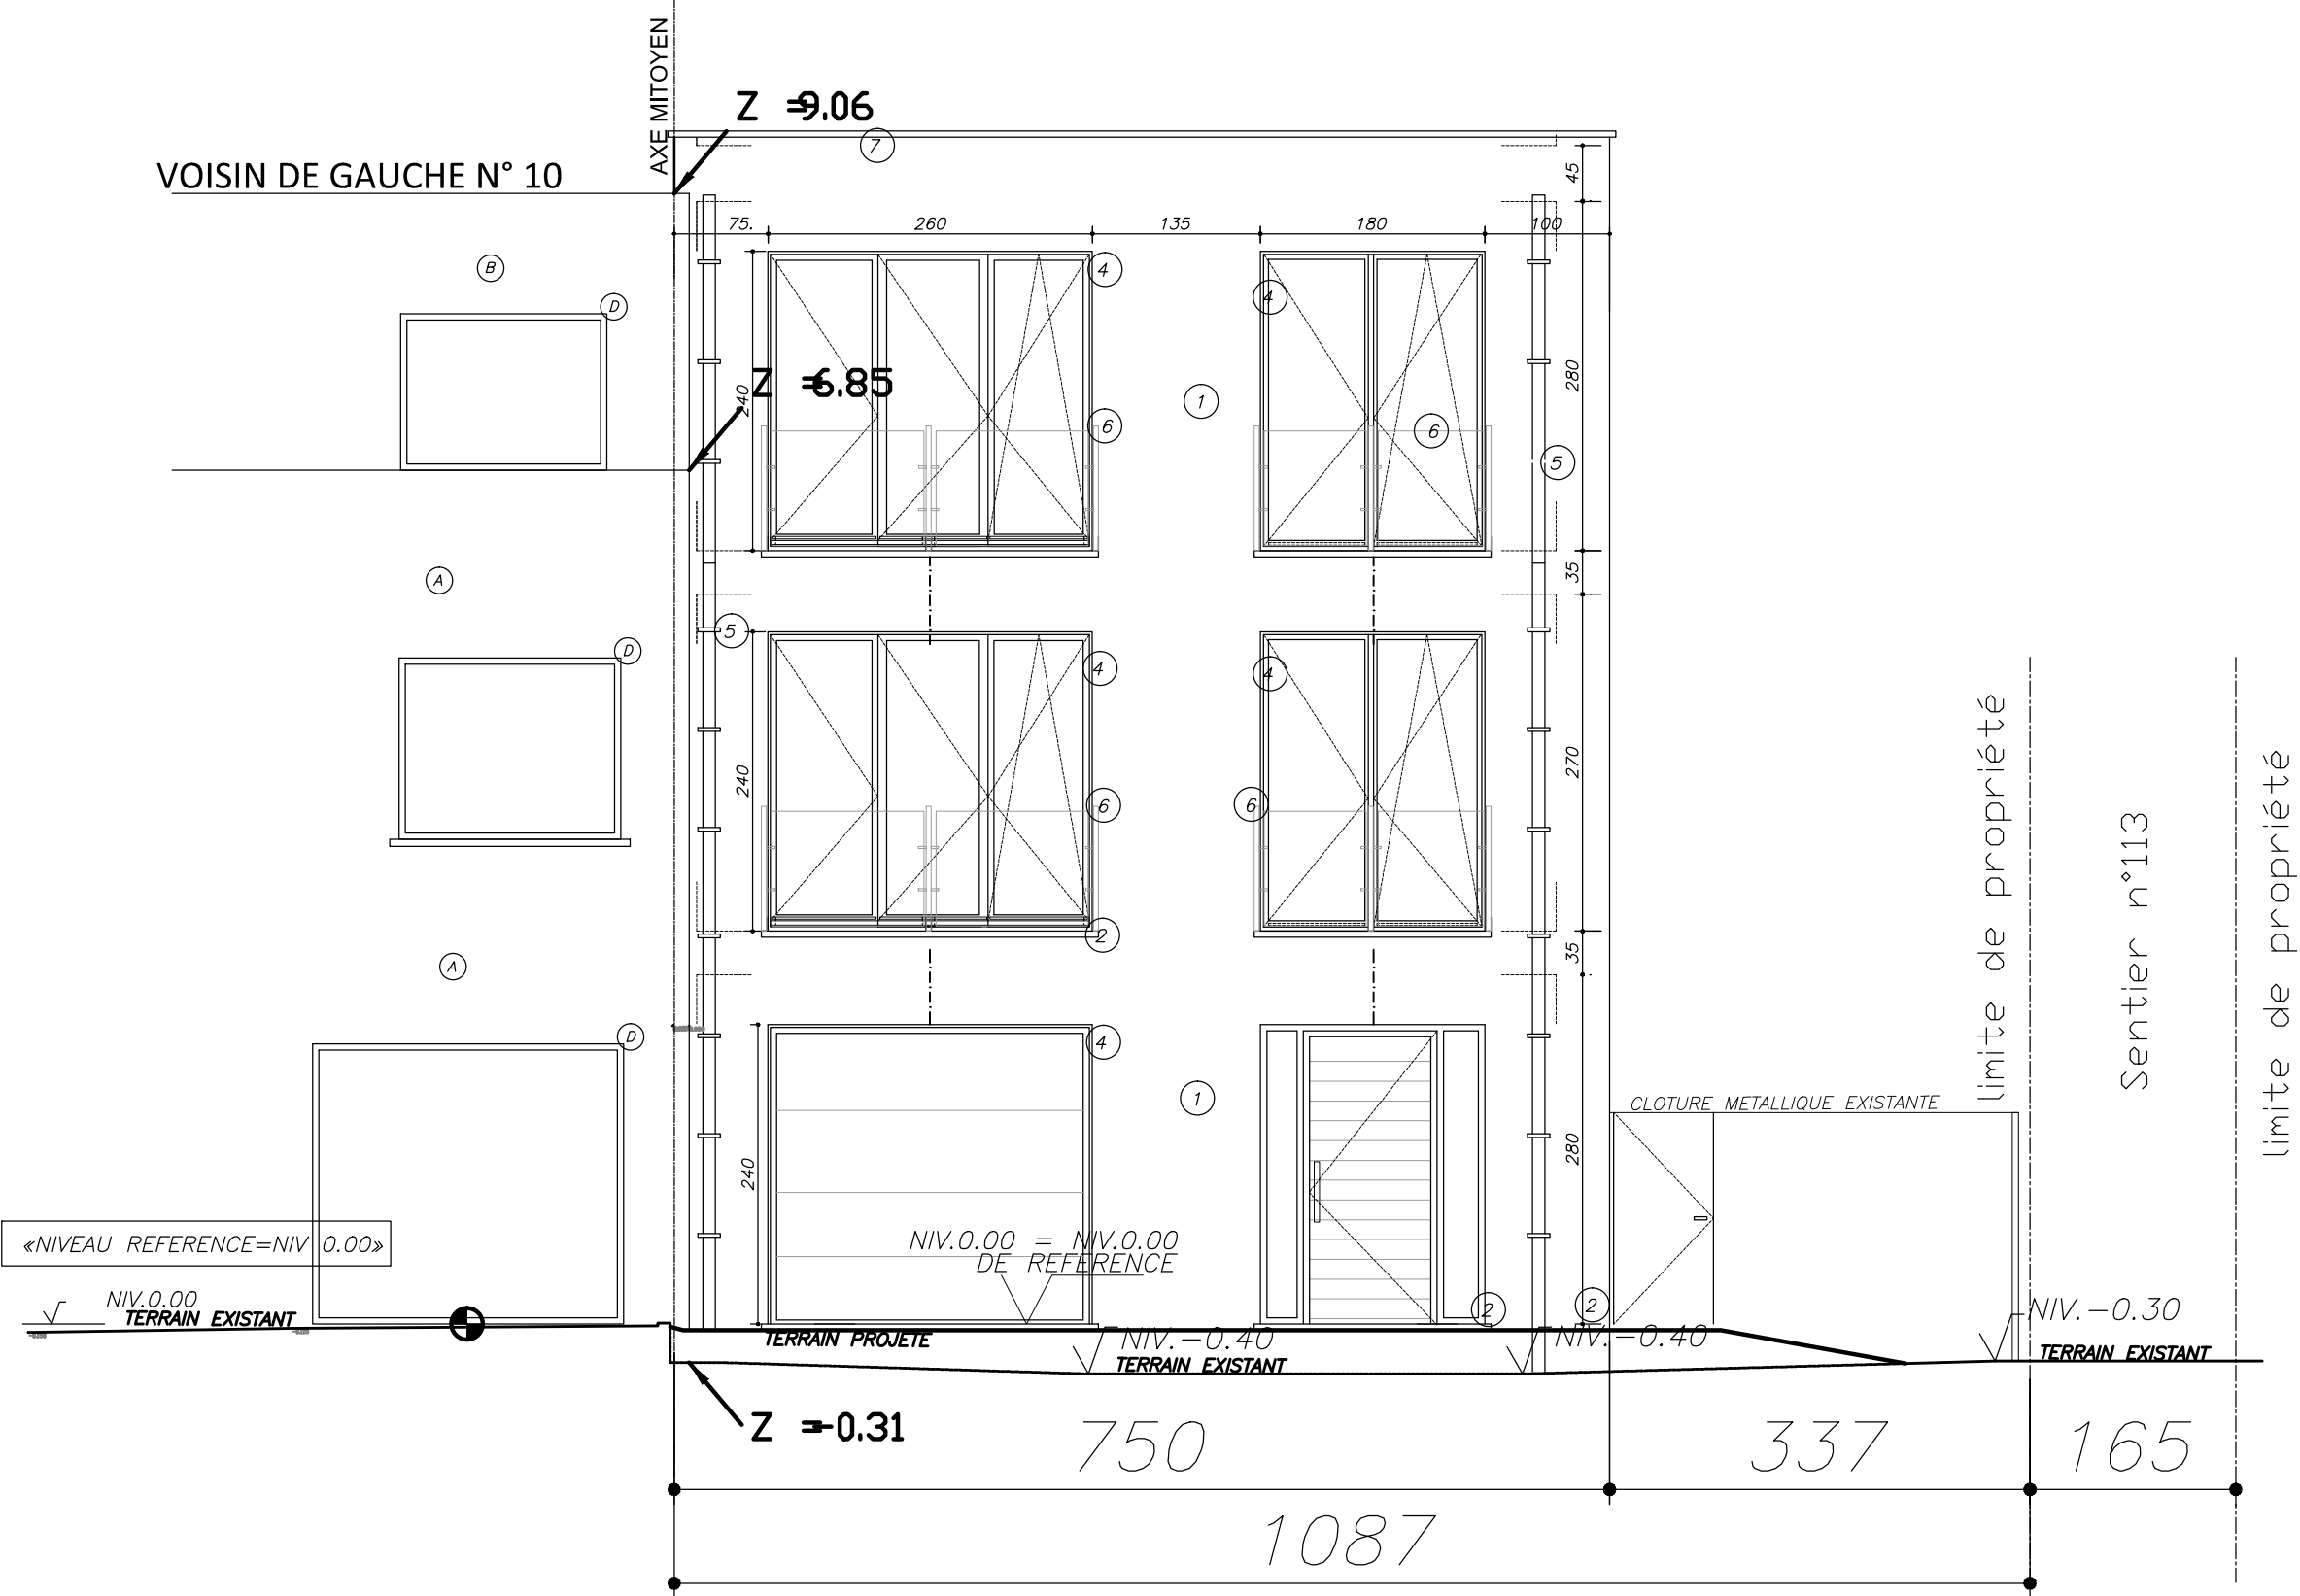 AXE MITOYEN
Z =9.06
7
VOISIN DE GAUCHE N° 10
45
75.
260
135
180
100
B
4
4
D
Z =6.85
240
1
280
6
6
5
A
35
5
D
4
4
240
270
6
6
2
35
A
D
4
1
240
280
limite de propriété
Sentier n°113
limite de propriété
CLOTURE METALLIQUE EXISTANTE
«NIVEAU REFERENCE=NIV 0.00»
NIV.0.00 = NIV.0.00
DE REFERENCE
NIV.0.00
TERRAIN EXISTANT
2
2
NIV.-0.30
TERRAIN PROJETE
NIV.-0.40
NIV.-0.40
TERRAIN EXISTANT
TERRAIN EXISTANT
Z =-0.31
750
337
165
1087